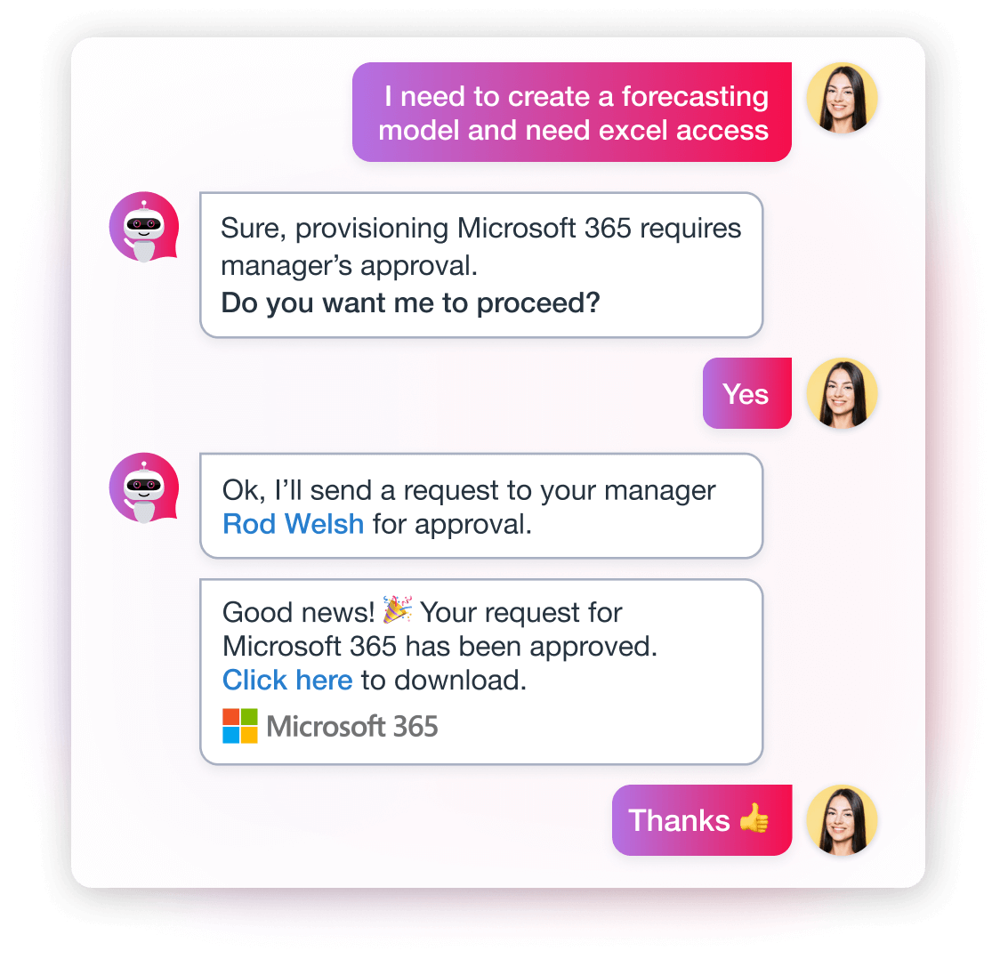 I need to create a forecasting
model and need excel access
Sure, provisioning Microsoft 365 requires
manager’s approval.
Do you want me to proceed?
Yes
Ok, I’ll send a request to your manager
Rod Welsh for approval.
Good news! 🎉 Your request for
Microsoft 365 has been approved.
Click here to download.
Microsoft 365
Thanks 👍